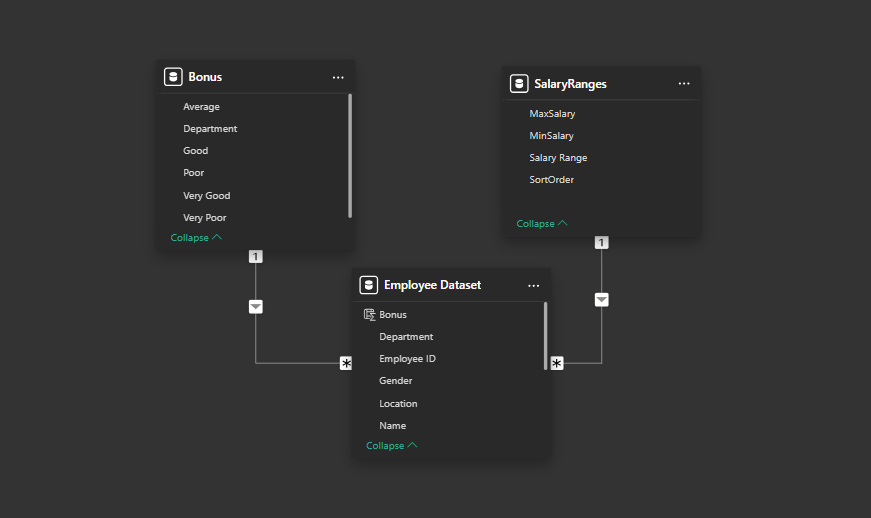 Bonus
Average
Department
Good
Poor
Very Good
Very Poor
Collapse
1
SalaryRanges
MaxSalary
MinSalary
Salary Range
SortOrder
Collapse
1
Employee Dataset
Bonus
Department
Employee ID
Gender
Location
Name
Collapse
*
*